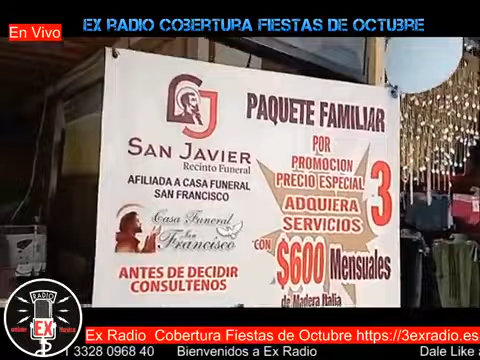 EX RADIO COBERTURA FIESTAS DE OCTUBRE
En Vivo
SAN JAVIER
Recinto Funeral
AFILIADA A CASA FUNERAL
SAN FRANCISCO
Casa Funeral
San
Francisco
ANTES DE DECIDIR
CONSULTENOS
PAQUETE FAMILIAR
POR
PROMOCION
PRECIO ESPECIAL
ADQUIERA 3
SERVICIOS
CON
$600 Mensuales
de Madera Italia
RADIO
EX
Ex Radio Cobertura Fiestas de Octubre https://3exradio.es
1 3328 0968 40 Bienvenidos a Ex Radio Dale Like